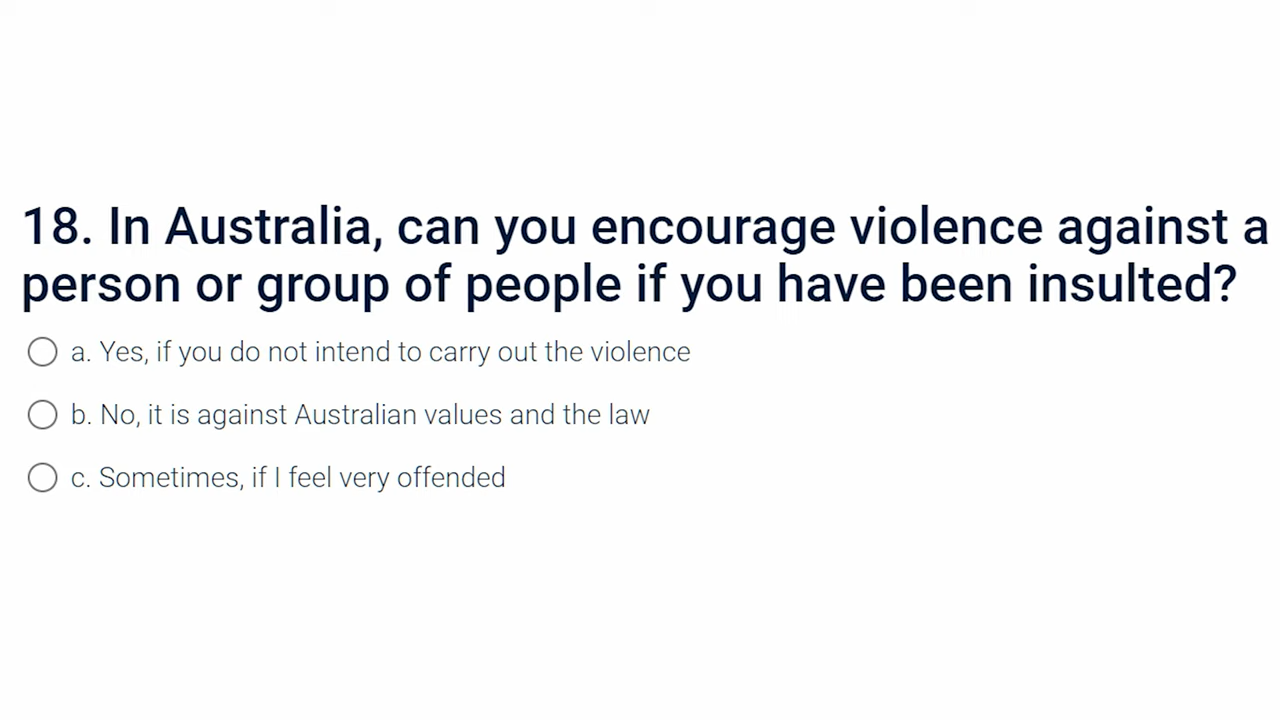 18. In Australia, can you encourage violence against a
person or group of people if you have been insulted?
a. Yes, if you do not intend to carry out the violence
b. No, it is against Australian values and the law
c. Sometimes, if I feel very offended